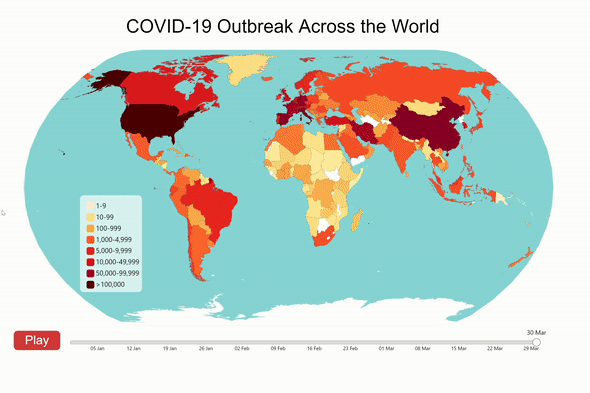 COVID-19 Outbreak Across the World
1-9
10-99
100-999
1,000-4,999
5,000-9,999
10,000-49,999
50,000-99,999
>100,000
30 Mar
Play
05 Jan 12 Jan 19 Jan 26 Jan 02 Feb 09 Feb 16 Feb 23 Feb 01 Mar 08 Mar 15 Mar 22 Mar 29 Mar